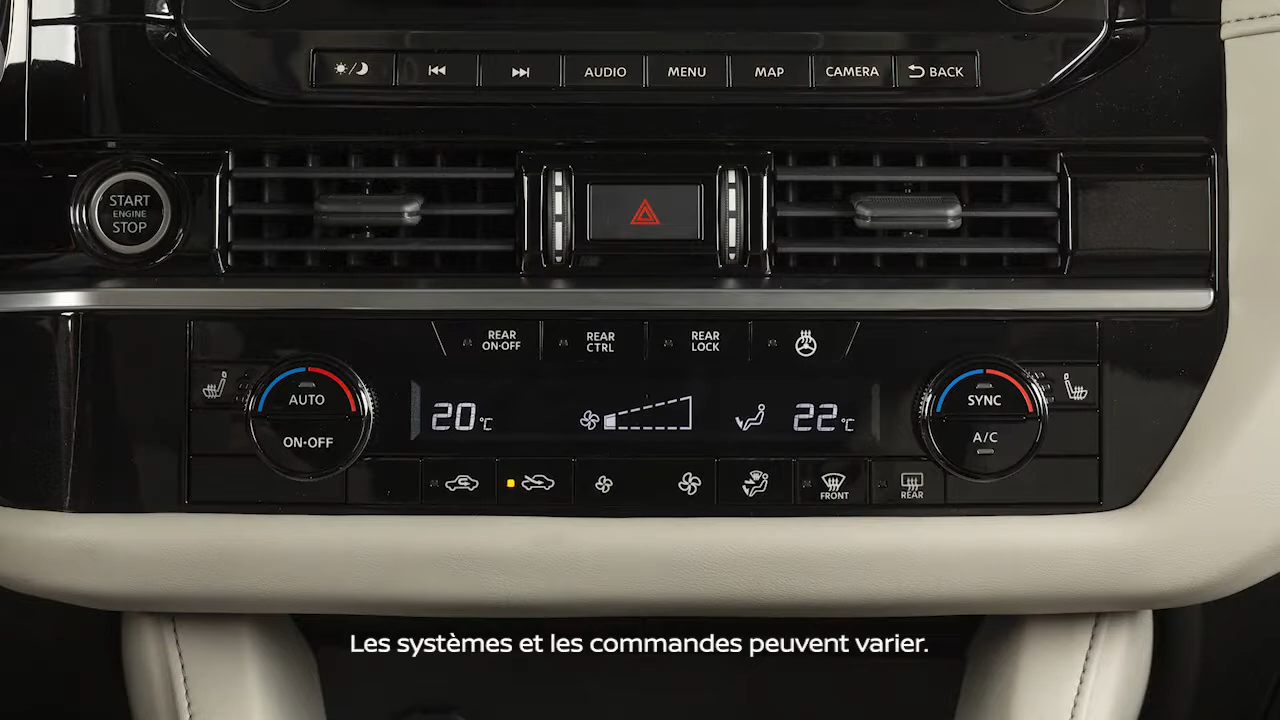 AUDIO MENU MAP CAMERA BACK
START
ENGINE
STOP
REAR
ON·OFF
REAR
CTRL
REAR
LOCK
AUTO
ON·OFF
20 °C
22 °C
SYNC
A/C
FRONT
REAR
Les systèmes et les commandes peuvent varier.